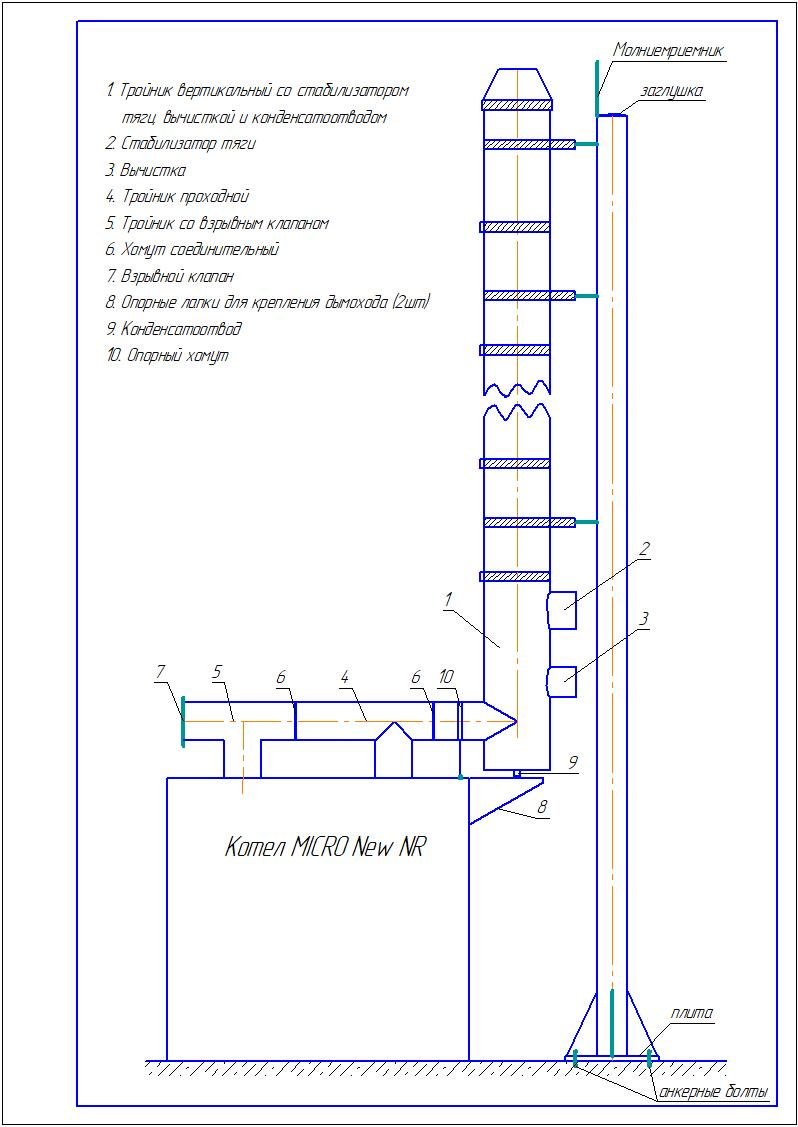 1. Тройник вертикальный со стабилизатором
тягц, вычисткой и конденсатоотводом
2. Стабилизатор тяги
3. Вычистка
4. Тройник проходной
5. Тройник со взрывным клапаном
6. Хомут соединительный
7. Взрывной клапан
8. Опорные лапки для крепления дымохода (2шт)
9. Конденсатоотвод
10. Опорный хомут
Молниемриемник
заглушка
2
1
3
7
5
6
4
6
10
9
8
Котел MICRO New NR
плита
анкерные болты